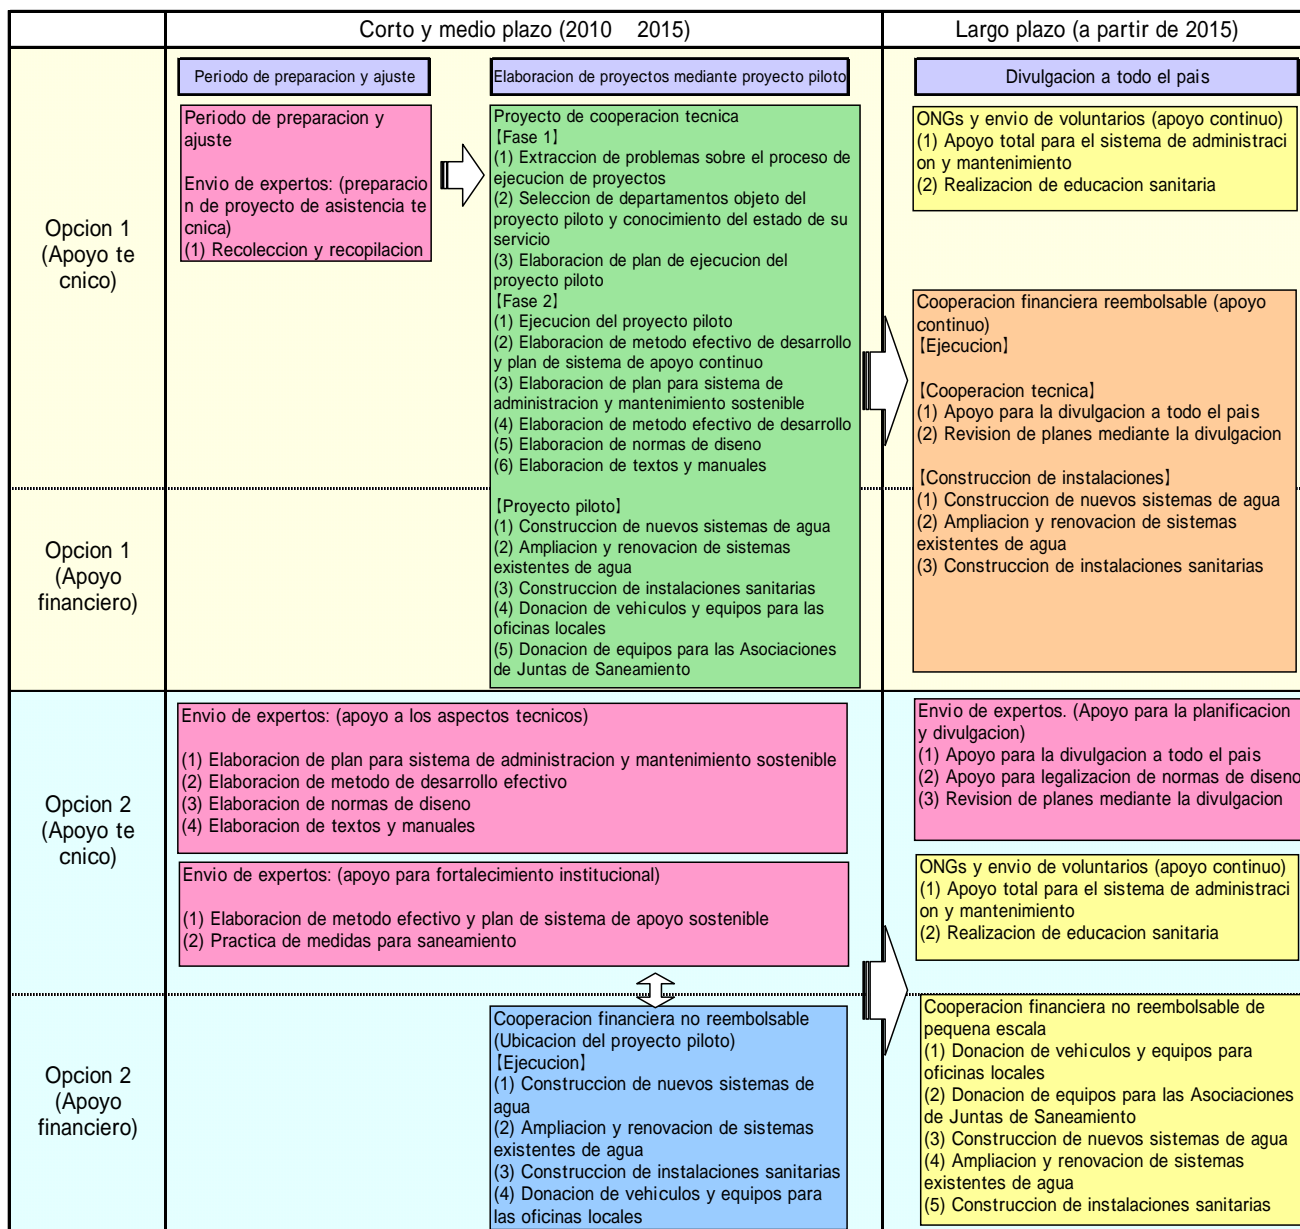 Corto y medio plazo (2010 2015)
Largo plazo (a partir de 2015)
Periodo de preparacion y ajuste
Elaboracion de proyectos mediante proyecto piloto
Divulgacion a todo el pais
Opcion 1
(Apoyo te
cnico)
Periodo de preparacion y
ajuste
Envio de expertos: (preparacio
n de proyecto de asistencia te
cnica)
(1) Recoleccion y recopilacion
Proyecto de cooperacion tecnica
【Fase 1】
(1) Extraccion de problemas sobre el proceso de
ejecucion de proyectos
(2) Seleccion de departamentos objeto del
proyecto piloto y conocimiento del estado de su
servicio
(3) Elaboracion de plan de ejecucion del
proyecto piloto
【Fase 2】
(1) Ejecucion del proyecto piloto
(2) Elaboracion de metodo efectivo de desarrollo
y plan de sistema de apoyo continuo
(3) Elaboracion de plan para sistema de
administracion y mantenimiento sostenible
(4) Elaboracion de metodo efectivo de desarrollo
(5) Elaboracion de normas de diseno
(6) Elaboracion de textos y manuales
【Proyecto piloto】
(1) Construccion de nuevos sistemas de agua
(2) Ampliacion y renovacion de sistemas
existentes de agua
(3) Construccion de instalaciones sanitarias
(4) Donacion de vehiculos y equipos para las
oficinas locales
(5) Donacion de equipos para las Asociaciones
de Juntas de Saneamiento
ONGs y envio de voluntarios (apoyo continuo)
(1) Apoyo total para el sistema de administraci
on y mantenimiento
(2) Realizacion de educacion sanitaria
Cooperacion financiera reembolsable (apoyo
continuo)
【Ejecucion】
【Cooperacion tecnica】
(1) Apoyo para la divulgacion a todo el pais
(2) Revision de planes mediante la divulgacion
【Construccion de instalaciones】
(1) Construccion de nuevos sistemas de agua
(2) Ampliacion y renovacion de sistemas
existentes de agua
(3) Construccion de instalaciones sanitarias
Opcion 1
(Apoyo
financiero)
Opcion 2
(Apoyo te
cnico)
Envio de expertos: (apoyo a los aspectos tecnicos)
(1) Elaboracion de plan para sistema de administracion y mantenimiento sostenible
(2) Elaboracion de metodo de desarrollo efectivo
(3) Elaboracion de normas de diseno
(4) Elaboracion de textos y manuales
Envio de expertos: (apoyo para fortalecimiento institucional)
(1) Elaboracion de metodo efectivo y plan de sistema de apoyo sostenible
(2) Practica de medidas para saneamiento
Envio de expertos. (Apoyo para la planificacion
y divulgacion)
(1) Apoyo para la divulgacion a todo el pais
(2) Apoyo para legalizacion de normas de diseno
(3) Revision de planes mediante la divulgacion
ONGs y envio de voluntarios (apoyo continuo)
(1) Apoyo total para el sistema de administraci
on y mantenimiento
(2) Realizacion de educacion sanitaria
Opcion 2
(Apoyo
financiero)
Cooperacion financiera no reembolsable
(Ubicacion del proyecto piloto)
【Ejecucion】
(1) Construccion de nuevos sistemas de
agua
(2) Ampliacion y renovacion de sistemas
existentes de agua
(3) Construccion de instalaciones sanitarias
(4) Donacion de vehiculos y equipos para
las oficinas locales
Cooperacion financiera no reembolsable de
pequena escala
(1) Donacion de vehiculos y equipos para
oficinas locales
(2) Donacion de equipos para las Asociaciones
de Juntas de Saneamiento
(3) Construccion de nuevos sistemas de agua
(4) Ampliacion y renovacion de sistemas
existentes de agua
(5) Construccion de instalaciones sanitarias